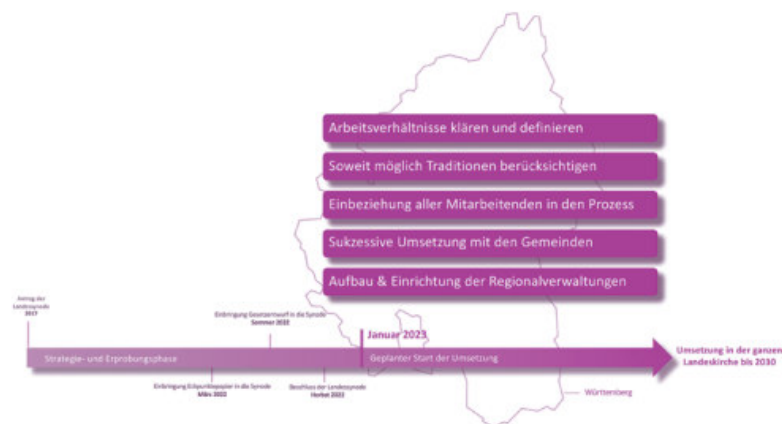 Arbeitsverhältnisse klären und definieren
Soweit möglich Traditionen berücksichtigen
Einbeziehung aller Mitarbeitenden in den Prozess
Sukzessive Umsetzung mit den Gemeinden
Aufbau & Einrichtung der Regionalverwaltungen
Antrag der
Landessynode
2017
Einbringung Gesetzentwurf in die Synode
Sommer 2022
Januar 2023
Strategie- und Erprobungsphase
Geplanter Start der Umsetzung
Umsetzung in der ganzen
Landeskirche bis 2030
Einbringung Eckpunktepapier in die Synode
März 2022
Beschluss der Landessynode
Herbst 2022
Württemberg